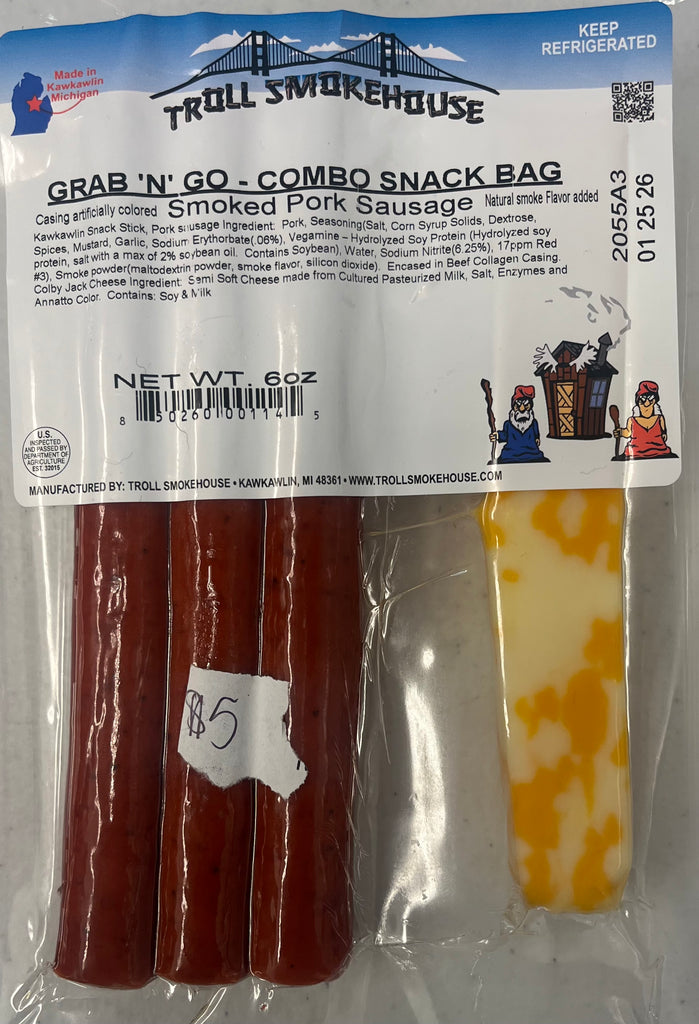 KEEP
REFRIGERATED
Made in
Kawkawlin
Michigan
TROLL SMOKEHOUSE
GRAB 'N' GO - COMBO SNACK BAG
Casing artificially colored Smoked Pork Sausage Natural smoke Flavor added
Kawkawlin Snack Stick, Pork sausage Ingredient: Pork, Seasoning(Salt, Corn Syrup Solids, Dextrose,
Spices, Mustard, Garlic, Sodium Erythorbate(.06%), Vegamine – Hydrolyzed Soy Protein (Hydrolyzed soy
protein, salt with a max of 2% soybean oil. Contains Soybean), Water, Sodium Nitrite(6.25%), 17ppm Red
#3), Smoke powder(maltodextrin powder, smoke flavor, silicon dioxide). Encased in Beef Collagen Casing.
Colby Jack Cheese Ingredient: Semi Soft Cheese made from Cultured Pasteurized Milk, Salt, Enzymes and
Annatto Color. Contains: Soy & Milk
2055A3
01 25 26
NET WT. 6oz
8 50260 00114 5
U.S.
INSPECTED
AND PASSED BY
DEPARTMENT OF
AGRICULTURE
EST. 32015
MANUFACTURED BY: TROLL SMOKEHOUSE • KAWKAWLIN, MI 48361 • WWW.TROLLSMOKEHOUSE.COM
$5